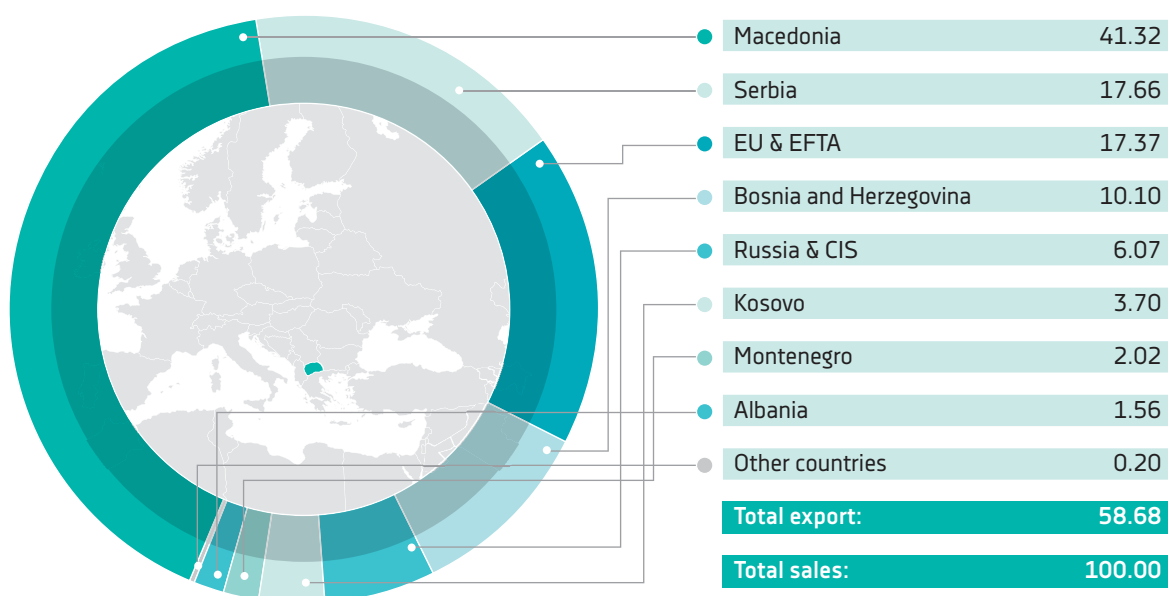 Macedonia 41.32
Serbia 17.66
EU & EFTA 17.37
Bosnia and Herzegovina 10.10
Russia & CIS 6.07
Kosovo 3.70
Montenegro 2.02
Albania 1.56
Other countries 0.20
Total export: 58.68
Total sales: 100.00